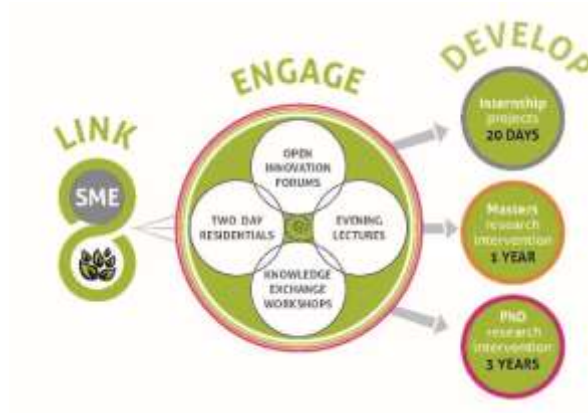 LINK
SME
ENGAGE
OPEN
INNOVATION
FORUMS
TWO DAY
RESIDENTIALS
EVENING
LECTURES
KNOWLEDGE
EXCHANGE
WORKSHOPS
DEVELOP
Internship
projects
20 DAYS
Masters
research
intervention
1 YEAR
PhD
research
intervention
3 YEARS